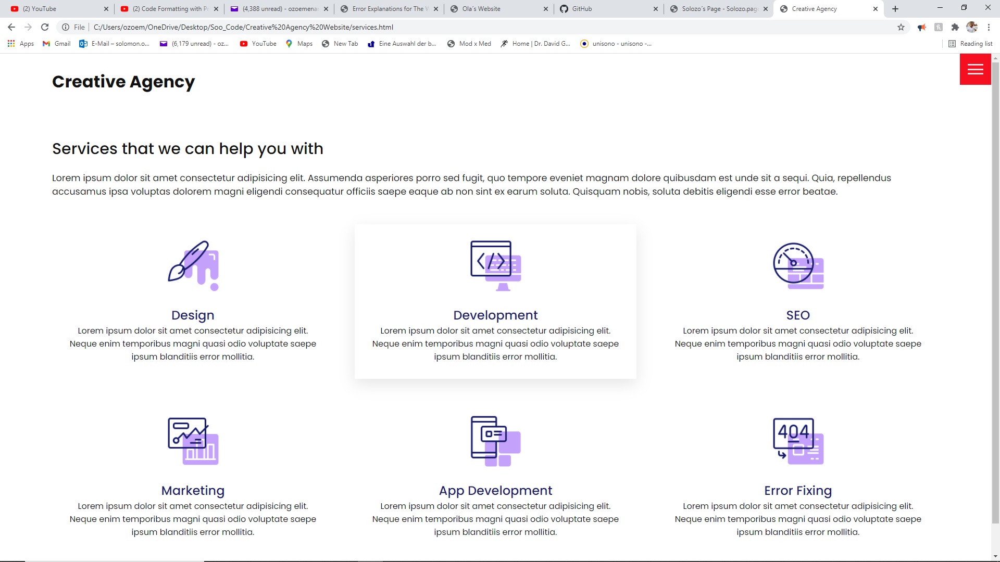 (2) YouTube
(2) Code Formatting with Pr
(4,388 unread) - ozoemenar
Error Explanations for The W
Ola´s Website
GitHub
Solozo´s Page - Solozo.page
Creative Agency
File
C:/Users/ozoem/OneDrive/Desktop/Soo_Code/Creative%20Agency%20Website/services.html
Apps
Gmail
E-Mail – solomon.o...
(6,179 unread) - oz...
YouTube
Maps
New Tab
Eine Auswahl der b...
Mod x Med
Home | Dr. David G...
unisono - unisono -...
Reading list
Creative Agency
Services that we can help you with
Lorem ipsum dolor sit amet consectetur adipisicing elit. Assumenda asperiores porro sed fugit, quo tempore eveniet magnam dolore quibusdam est unde sit a sequi. Quia, repellendus
accusamus ipsa voluptas dolorem magni eligendi consequatur officiis saepe eaque ab non sint ex earum soluta. Quisquam nobis, soluta debitis eligendi esse error beatae.
Design
Lorem ipsum dolor sit amet consectetur adipisicing elit.
Neque enim temporibus magni quasi odio voluptate saepe
ipsum blanditiis error mollitia.
</>
Development
Lorem ipsum dolor sit amet consectetur adipisicing elit.
Neque enim temporibus magni quasi odio voluptate saepe
ipsum blanditiis error mollitia.
SEO
Lorem ipsum dolor sit amet consectetur adipisicing elit.
Neque enim temporibus magni quasi odio voluptate saepe
ipsum blanditiis error mollitia.
Marketing
Lorem ipsum dolor sit amet consectetur adipisicing elit.
Neque enim temporibus magni quasi odio voluptate saepe
ipsum blanditiis error mollitia.
App Development
Lorem ipsum dolor sit amet consectetur adipisicing elit.
Neque enim temporibus magni quasi odio voluptate saepe
ipsum blanditiis error mollitia.
404
Error Fixing
Lorem ipsum dolor sit amet consectetur adipisicing elit.
Neque enim temporibus magni quasi odio voluptate saepe
ipsum blanditiis error mollitia.